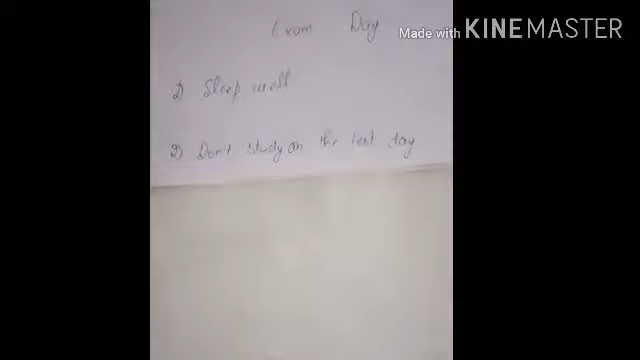 Exam Day
Made with KINEMASTER
1) Sleep well
2) Don't study on the test day